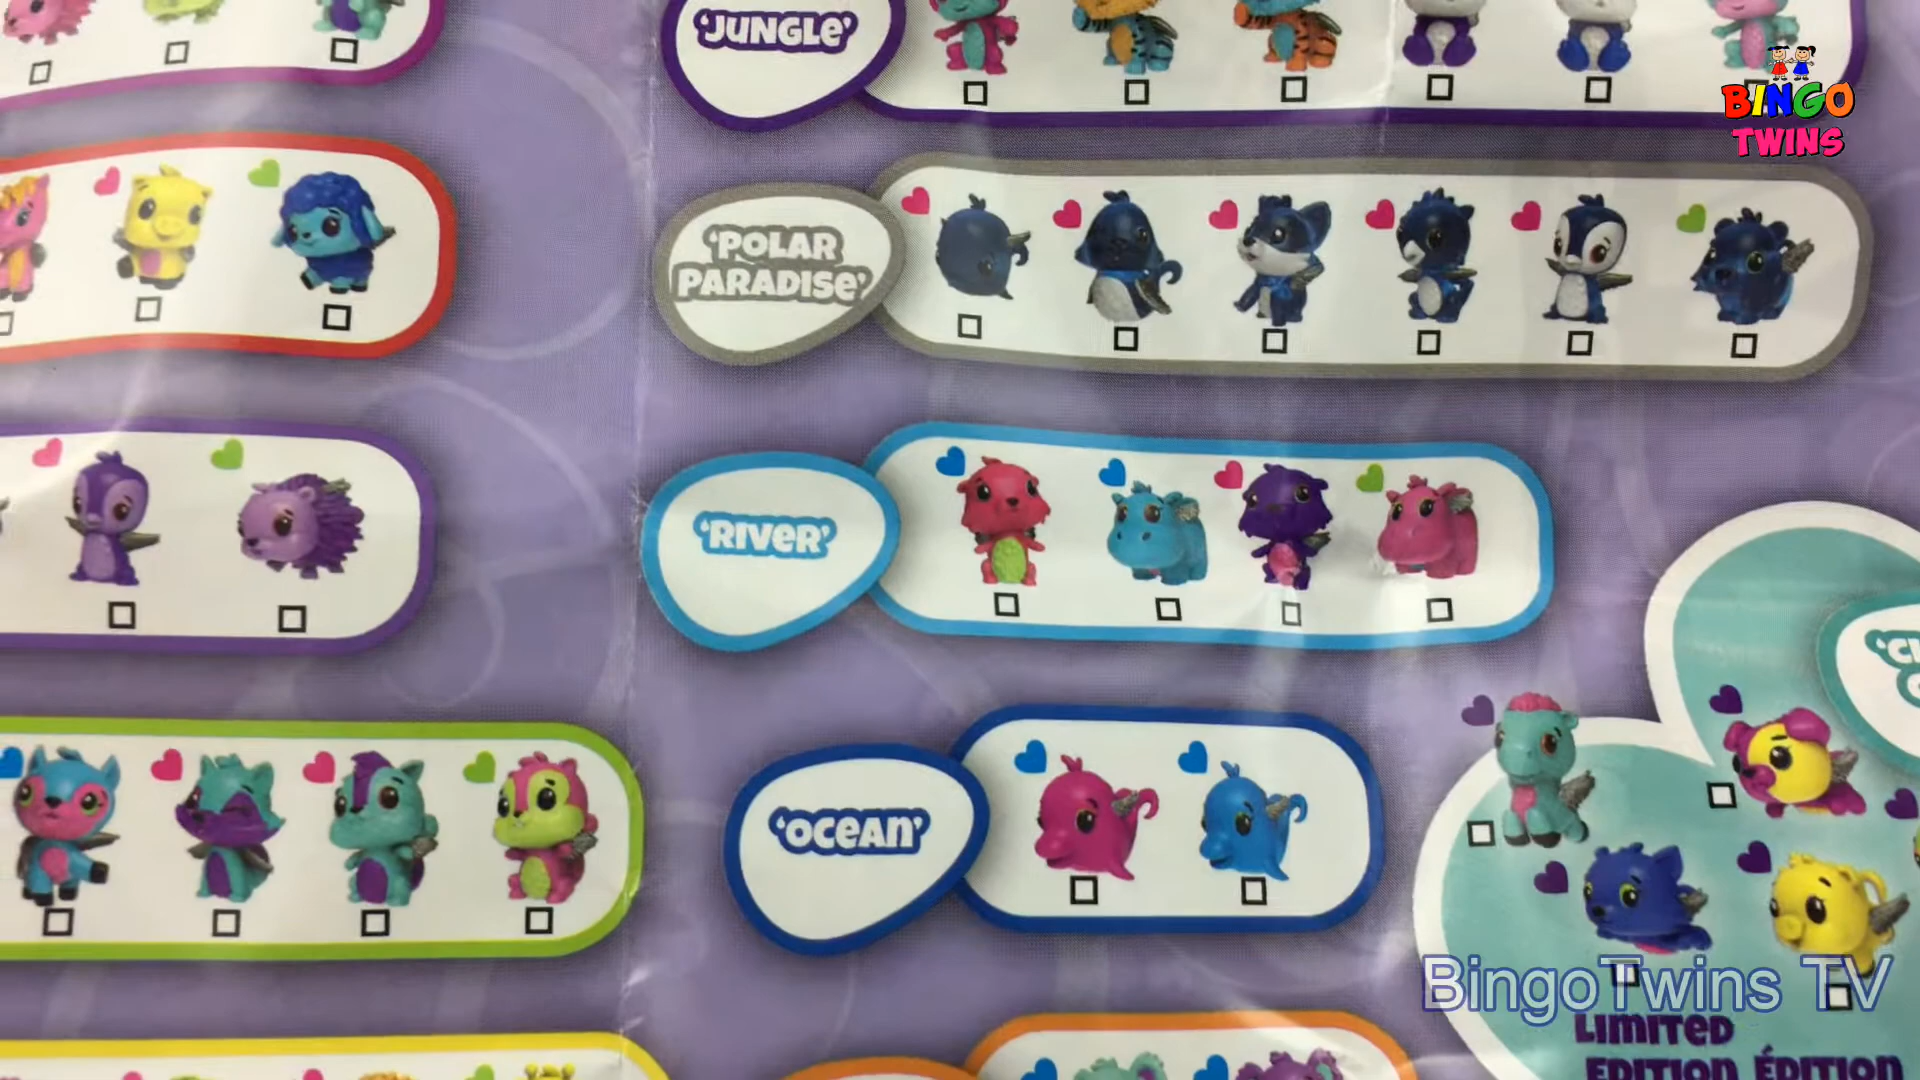 'JUNGLE'
BINGO
TWINS
'POLAR
PARADISE'
'RIVER'
'OCEAN'
BingoTwins TV
LIMITED
EDITION ÉDITION